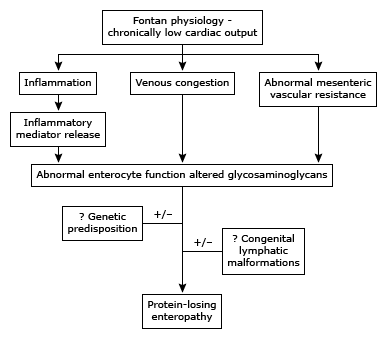 Fontan physiology -
chronically low cardiac output
Inflammation
Venous congestion
Abnormal mesenteric
vascular resistance
Inflammatory
mediator release
Abnormal enterocyte function altered glycosaminoglycans
? Genetic
predisposition
+/–
+/–
? Congenital
lymphatic
malformations
Protein-losing
enteropathy